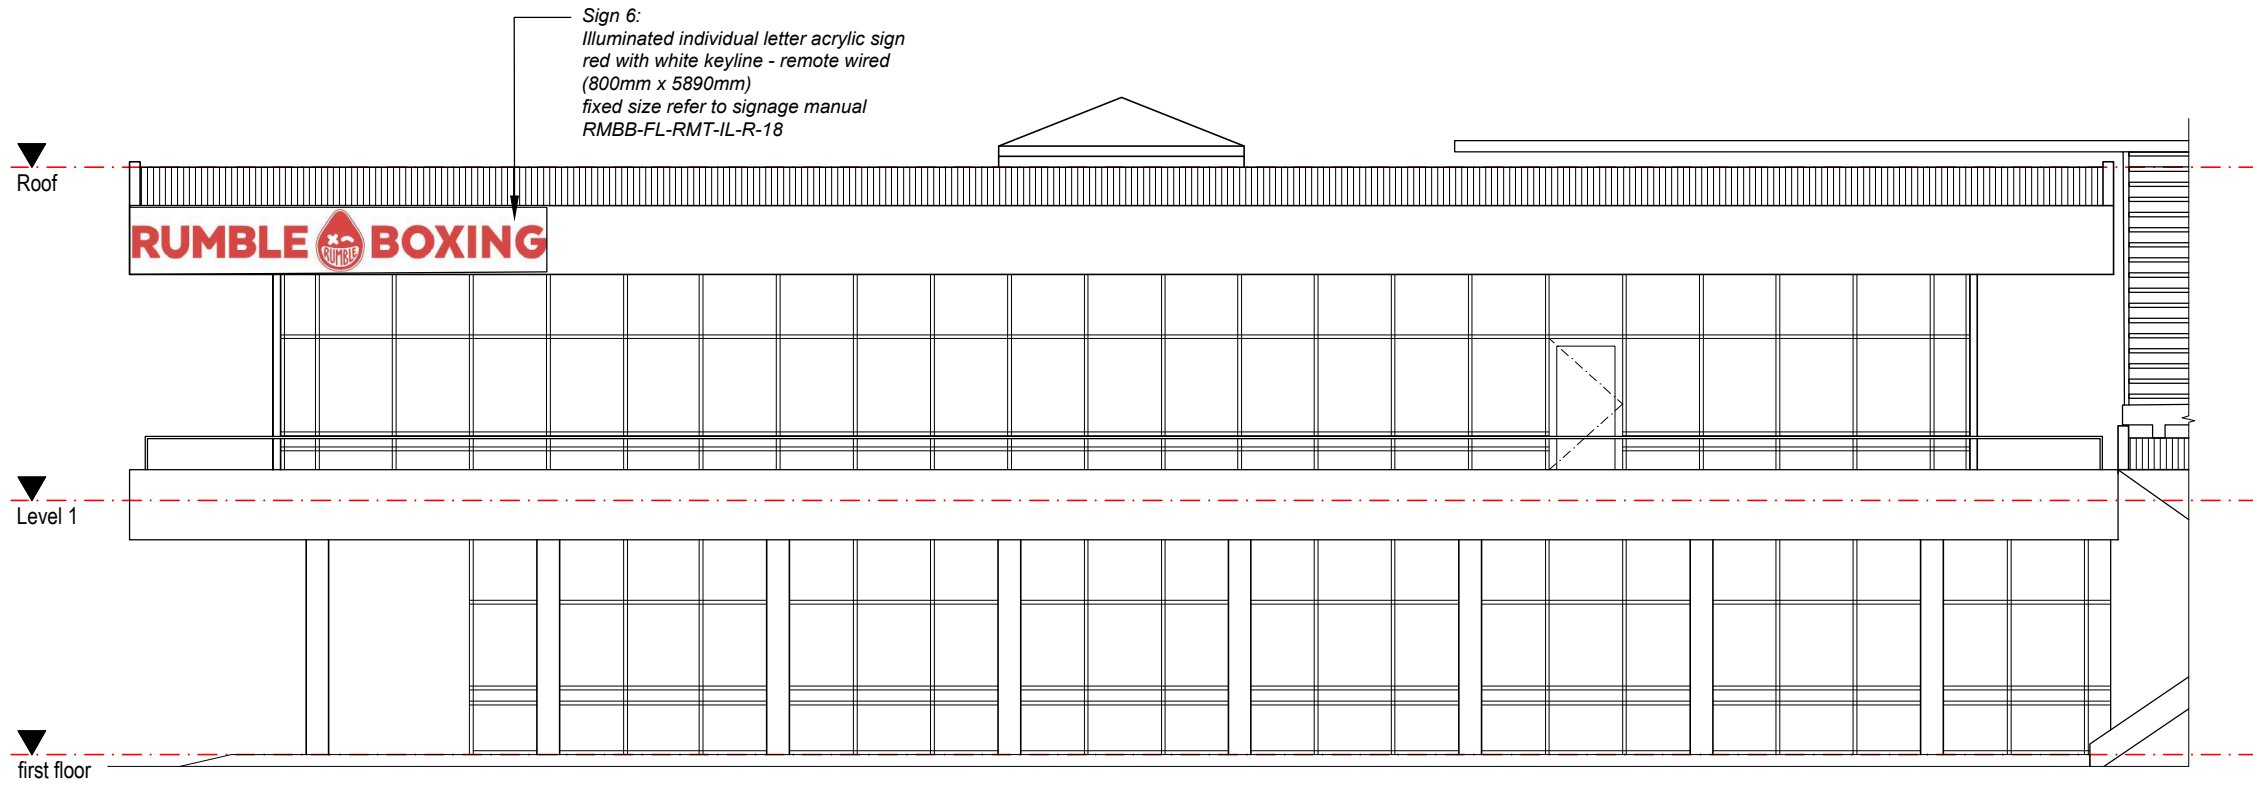 Sign 6:
Illuminated individual letter acrylic sign
red with white keyline - remote wired
(800mm x 5890mm)
fixed size refer to signage manual
RMBB-FL-RMT-IL-R-18
Roof
RUMBLE RUMBLE BOXING
Level 1
first floor